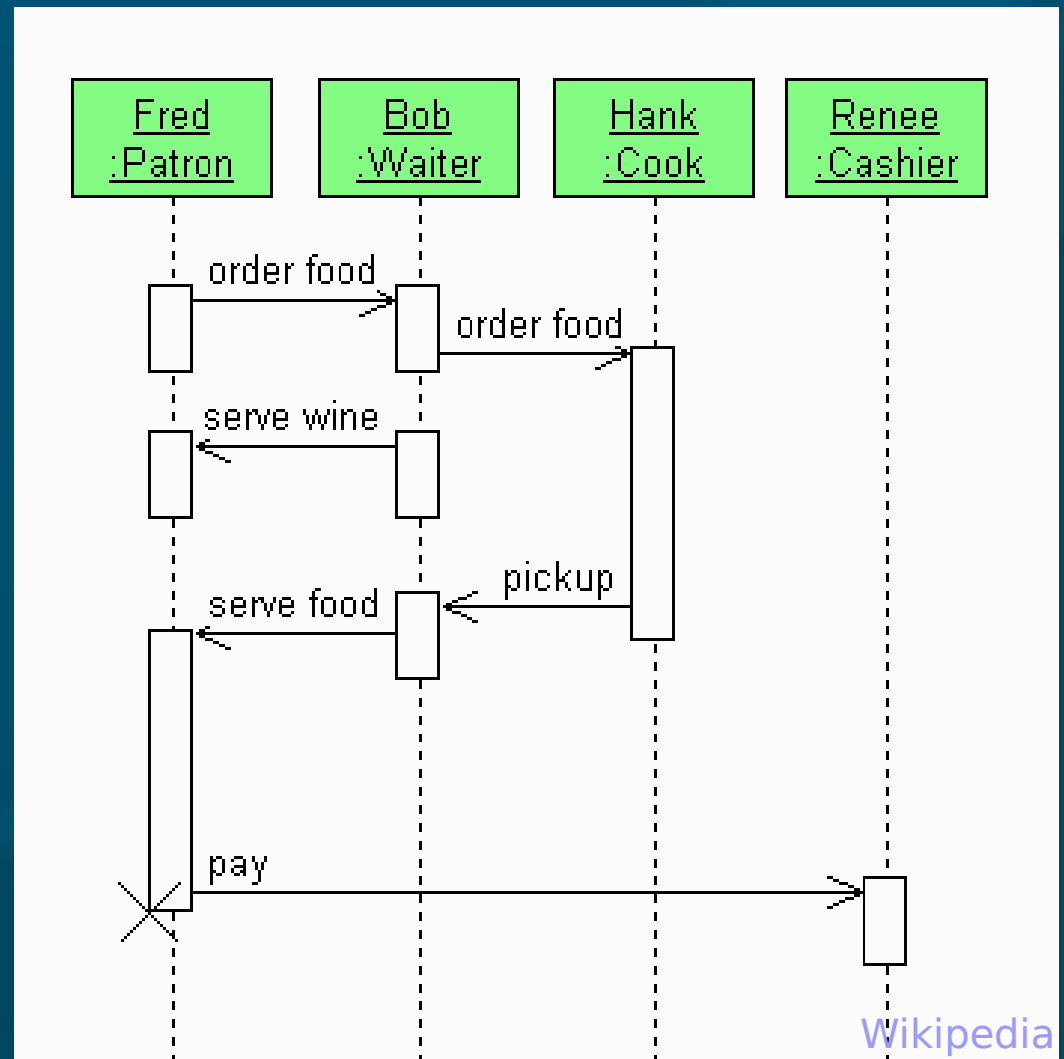 Fred
:Patron
Bob
:Waiter
Hank
:Cook
Renee
:Cashier
order food
order food
serve wine
pickup
serve food
pay
Wikipedia